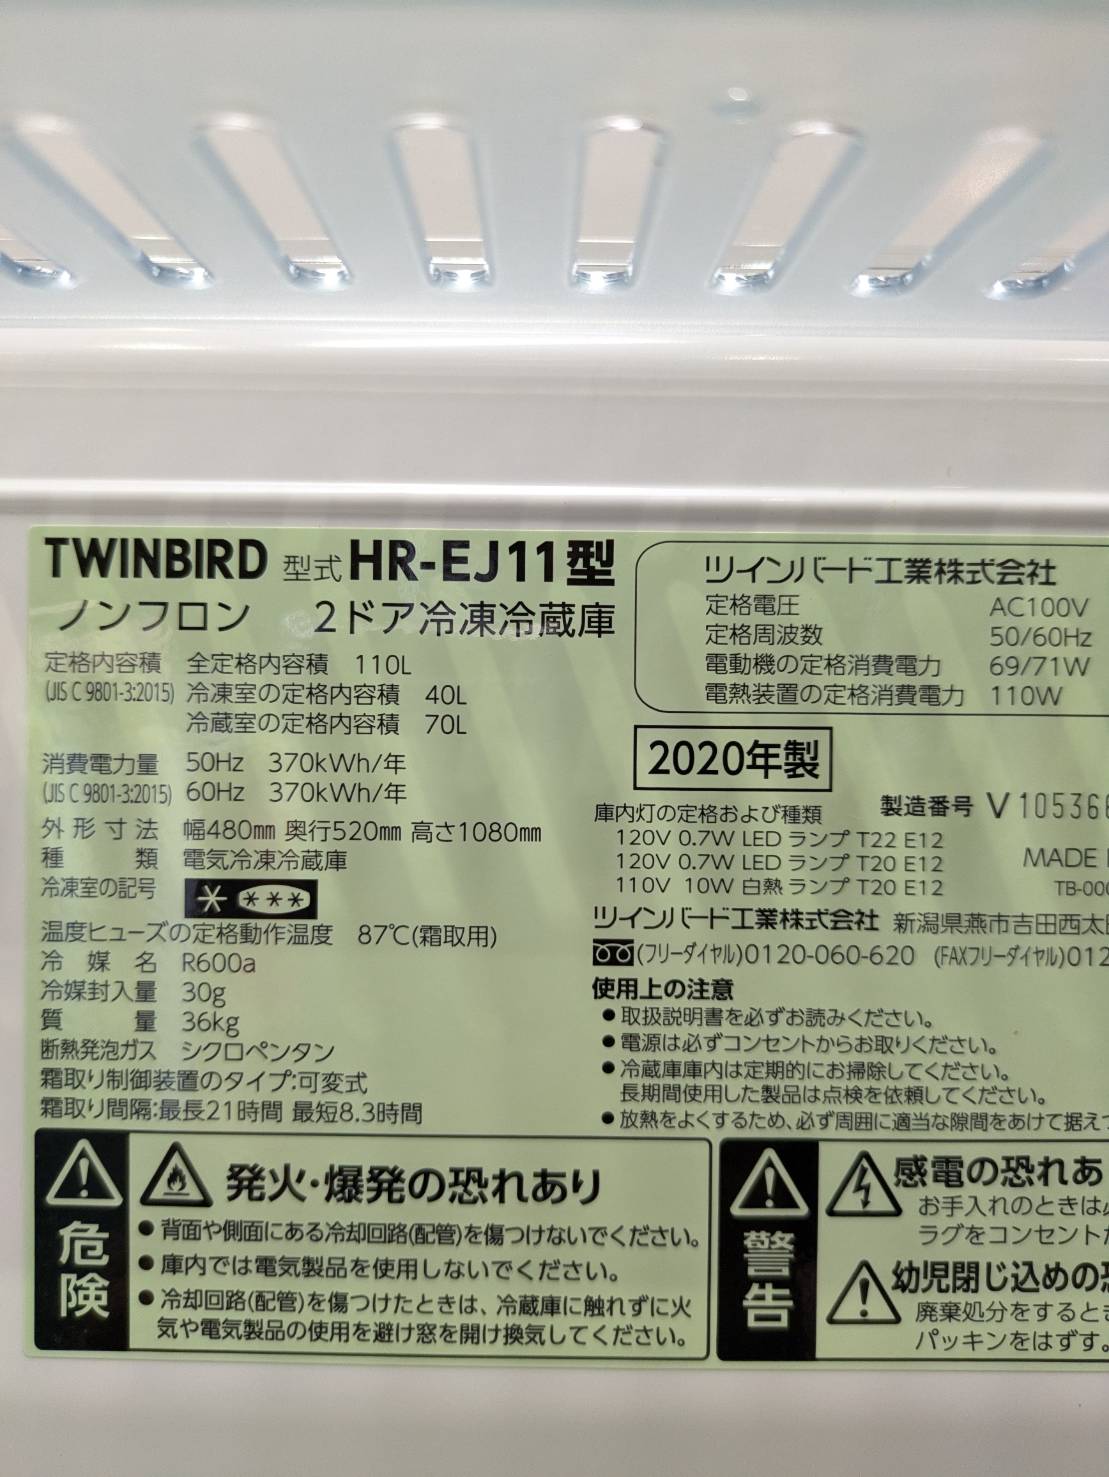 TWINBIRD 型式 HR-EJ11型
ノンフロン 2ドア冷凍冷蔵庫
定格内容積 全定格内容積 110L
(JIS C 9801-3:2015) 冷凍室の定格内容積 40L
冷蔵室の定格内容積 70L
消費電力量 50Hz 370kWh/年
(JIS C 9801-3:2015) 60Hz 370kWh/年
外形寸法 幅480mm 奥行520mm 高さ1080mm
種類 電気冷凍冷蔵庫
冷凍室の記号
温度ヒューズの定格動作温度 87℃(霜取用)
冷媒名 R600a
冷媒封入量 30g
質量 36kg
断熱発泡ガス シクロペンタン
霜取り制御装置のタイプ:可変式
霜取り間隔:最長21時間 最短8.3時間
ツインバード工業株式会社
定格電圧 AC100V
定格周波数 50/60Hz
電動機の定格消費電力 69/71W
電熱装置の定格消費電力 110W
2020年製
製造番号 V105366
庫内灯の定格および種類
120V 0.7W LED ランプ T22 E12
120V 0.7W LED ランプ T20 E12
110V 10W 白熱 ランプ T20 E12
MADE
TB-000
ツインバード工業株式会社 新潟県燕市吉田西太
(フリーダイヤル)0120-060-620 (FAXフリーダイヤル)012
使用上の注意
●取扱説明書を必ずお読みください。
●電源は必ずコンセントからお取りください。
●冷蔵庫庫内は定期的にお掃除してください。
長期間使用した製品は点検を依頼してください。
●放熱をよくするため、必ず周囲に適当な隙間をあけて据え
危険
発火・爆発の恐れあり
●背面や側面にある冷却回路(配管)を傷つけないでください。
●庫内では電気製品を使用しないでください。
●冷却回路(配管)を傷つけたときは、冷蔵庫に触れずに火
気や電気製品の使用を避け窓を開け換気してください。
警告
感電の恐れあ
お手入れのときは
ラグをコンセント
幼児閉じ込めの
廃棄処分をするとき
パッキンをはずす。